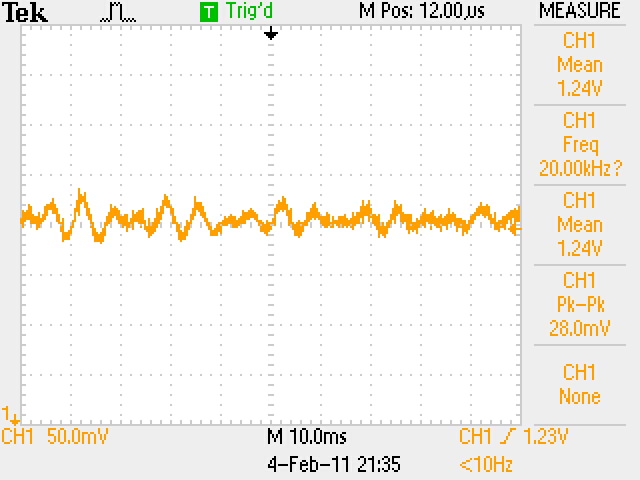 Tek T Trig'd M Pos: 12.00µs MEASURE
CH1
Mean
1.24V
CH1
Freq
20.00kHz?
CH1
Mean
1.24V
CH1
Pk-Pk
28.0mV
CH1
None
1
CH1 50.0mV M 10.0ms CH1 1.23V
4-Feb-11 21:35 <10Hz